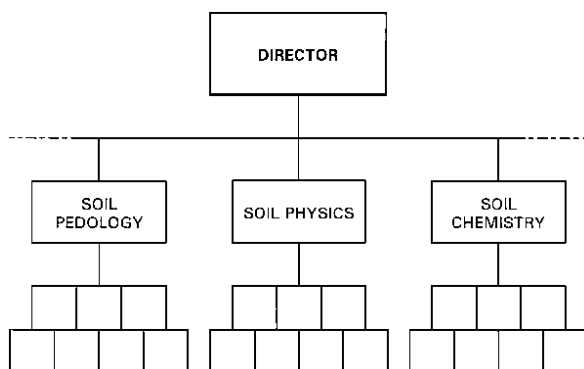 DIRECTOR
SOIL
PEDOLOGY
SOIL PHYSICS
SOIL
CHEMISTRY